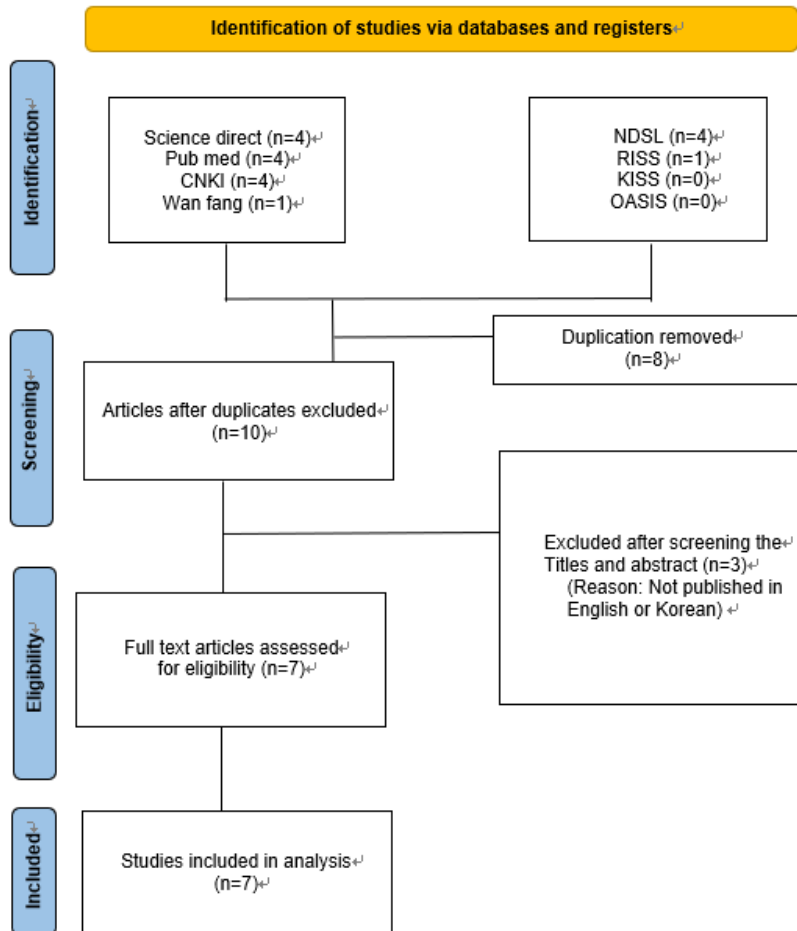 Identification of studies via databases and registers↵
Identification↵
Science direct (n=4)↵
Pub med (n=4)↵
CNKI (n=4)↵
Wan fang (n=1)↵
NDSL (n=4)↵
RISS (n=1)↵
KISS (n=0)↵
OASIS (n=0)↵
Screening↵
Duplication removed↵
(n=8)↵
Articles after duplicates excluded↵
(n=10)↵
Excluded after screening the↵
Titles and abstract (n=3)↵
(Reason: Not published in
English or Korean) ↵
Eligibility↵
Full text articles assessed↵
for eligibility (n=7)↵
Included↵
Studies included in analysis↵
(n=7)↵